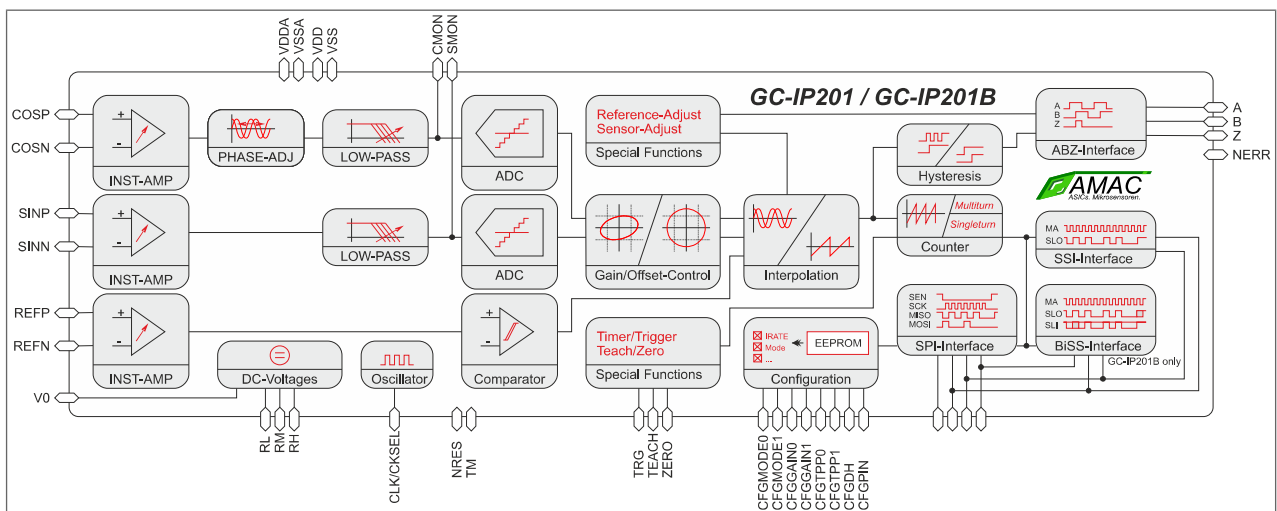 VDDA
VSSA
VDD
VSS
CMON
SMON
GC-IP201 / GC-IP201B
COSP
COSN
+
-
INST-AMP
PHASE-ADJ
LOW-PASS
ADC
Reference-Adjust
Sensor-Adjust
Special Functions
Hysteresis
A
B
Z
ABZ-Interface
A
B
Z
NERR
AMAC
ASICs. Mikrosensoren.
SINP
SINN
+
-
INST-AMP
LOW-PASS
ADC
Gain/Offset-Control
Interpolation
Multiturn
Singleturn
Counter
MA
SLO
SSI-Interface
REFP
REFN
+
-
INST-AMP
+
-
Comparator
Timer/Trigger
Teach/Zero
Special Functions
IRATE
Mode
...
EEPROM
Configuration
SEN
SCK
MISO
MOSI
SPI-Interface
MA
SLO
SLI
BiSS-Interface
GC-IP201B only
V0
DC-Voltages
Oscillator
RL
RM
RH
CLK/CKSEL
NRES
TM
TRG
TEACH
ZERO
CFGMODE0
CFGMODE1
CFGGAIN0
CFGGAIN1
CFGTPP0
CFGTPP1
CFGDH
CFGPIN